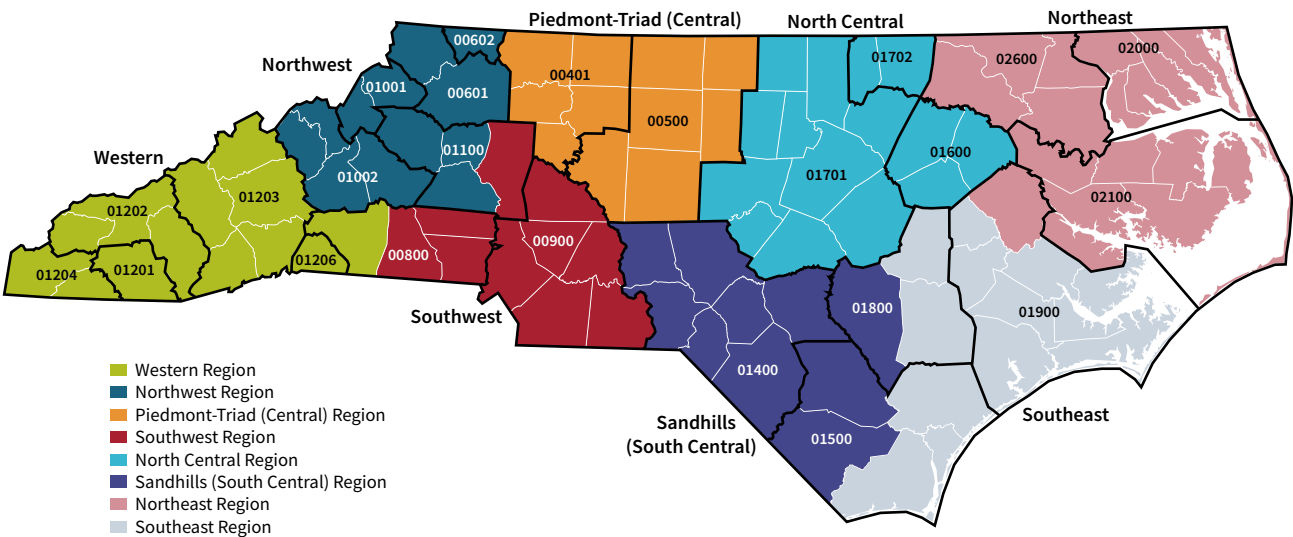 Piedmont-Triad (Central)
North Central
Northeast
Northwest
Western
00602
01702
02000
02600
00401
01001
00601
00500
01100
01600
01002
01701
01203
02100
01202
00900
00800
01206
01201
01204
01900
01800
Southwest
01400
Western Region
Northwest Region
Piedmont-Triad (Central) Region
Southwest Region
North Central Region
Sandhills (South Central) Region
Northeast Region
Southeast Region
Sandhills
(South Central)
01500
Southeast